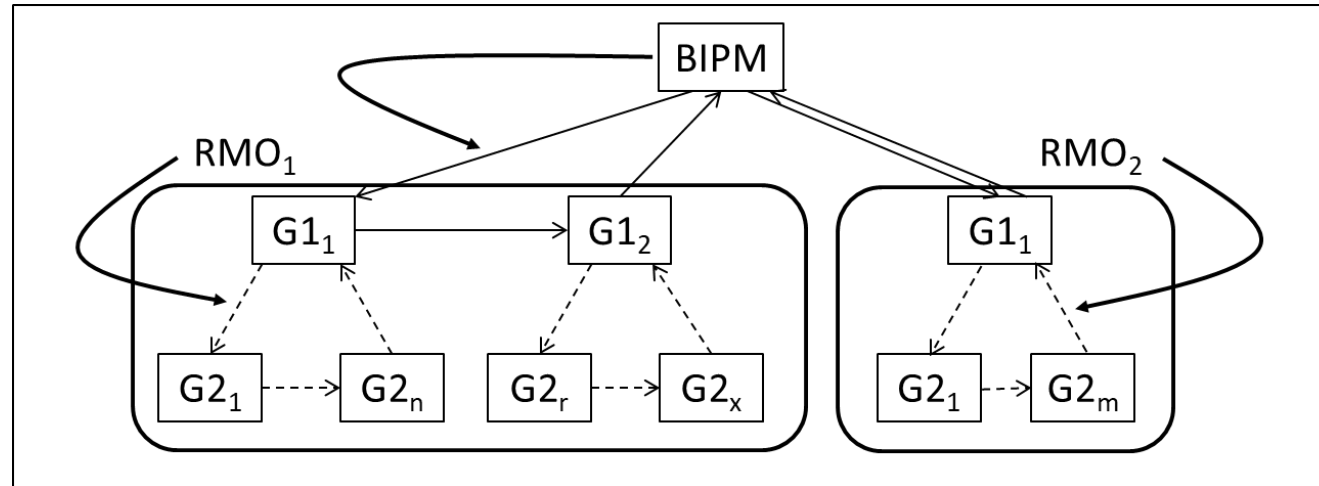 BIPM
RMO₁
RMO₂
G1₁
G1₂
G1₁
G2₁
G2ₙ
G2ᵣ
G2ₓ
G2₁
G2ₘ